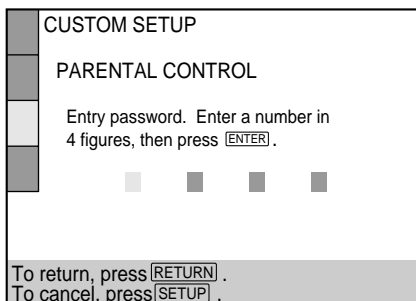 CUSTOM SETUP
PARENTAL CONTROL
Entry password. Enter a number in
4 figures, then press ENTER .
To return, press RETURN .
To cancel, press SETUP .